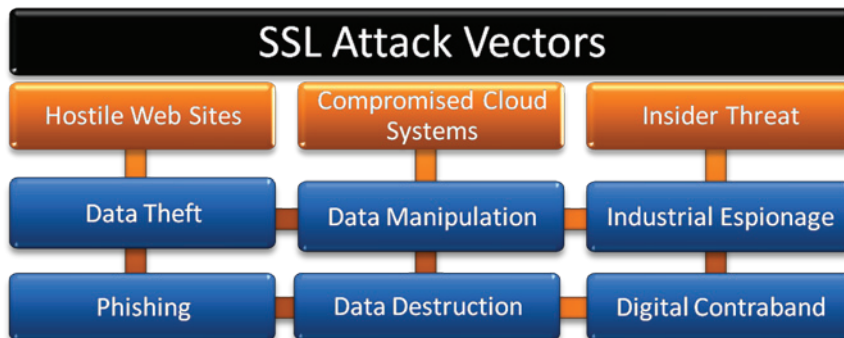 SSL Attack Vectors
Hostile Web Sites
Compromised Cloud
Systems
Insider Threat
Data Theft
Data Manipulation
Industrial Espionage
Phishing
Data Destruction
Digital Contraband